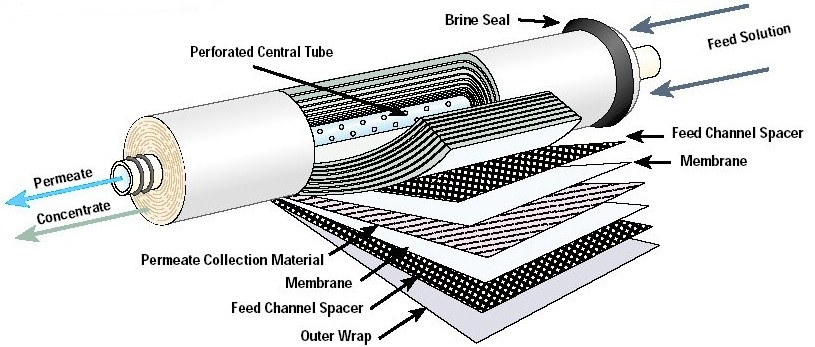 Brine Seal
Feed Solution
Perforated Central Tube
Feed Channel Spacer
Membrane
Permeate
Concentrate
Permeate Collection Material
Membrane
Feed Channel Spacer
Outer Wrap